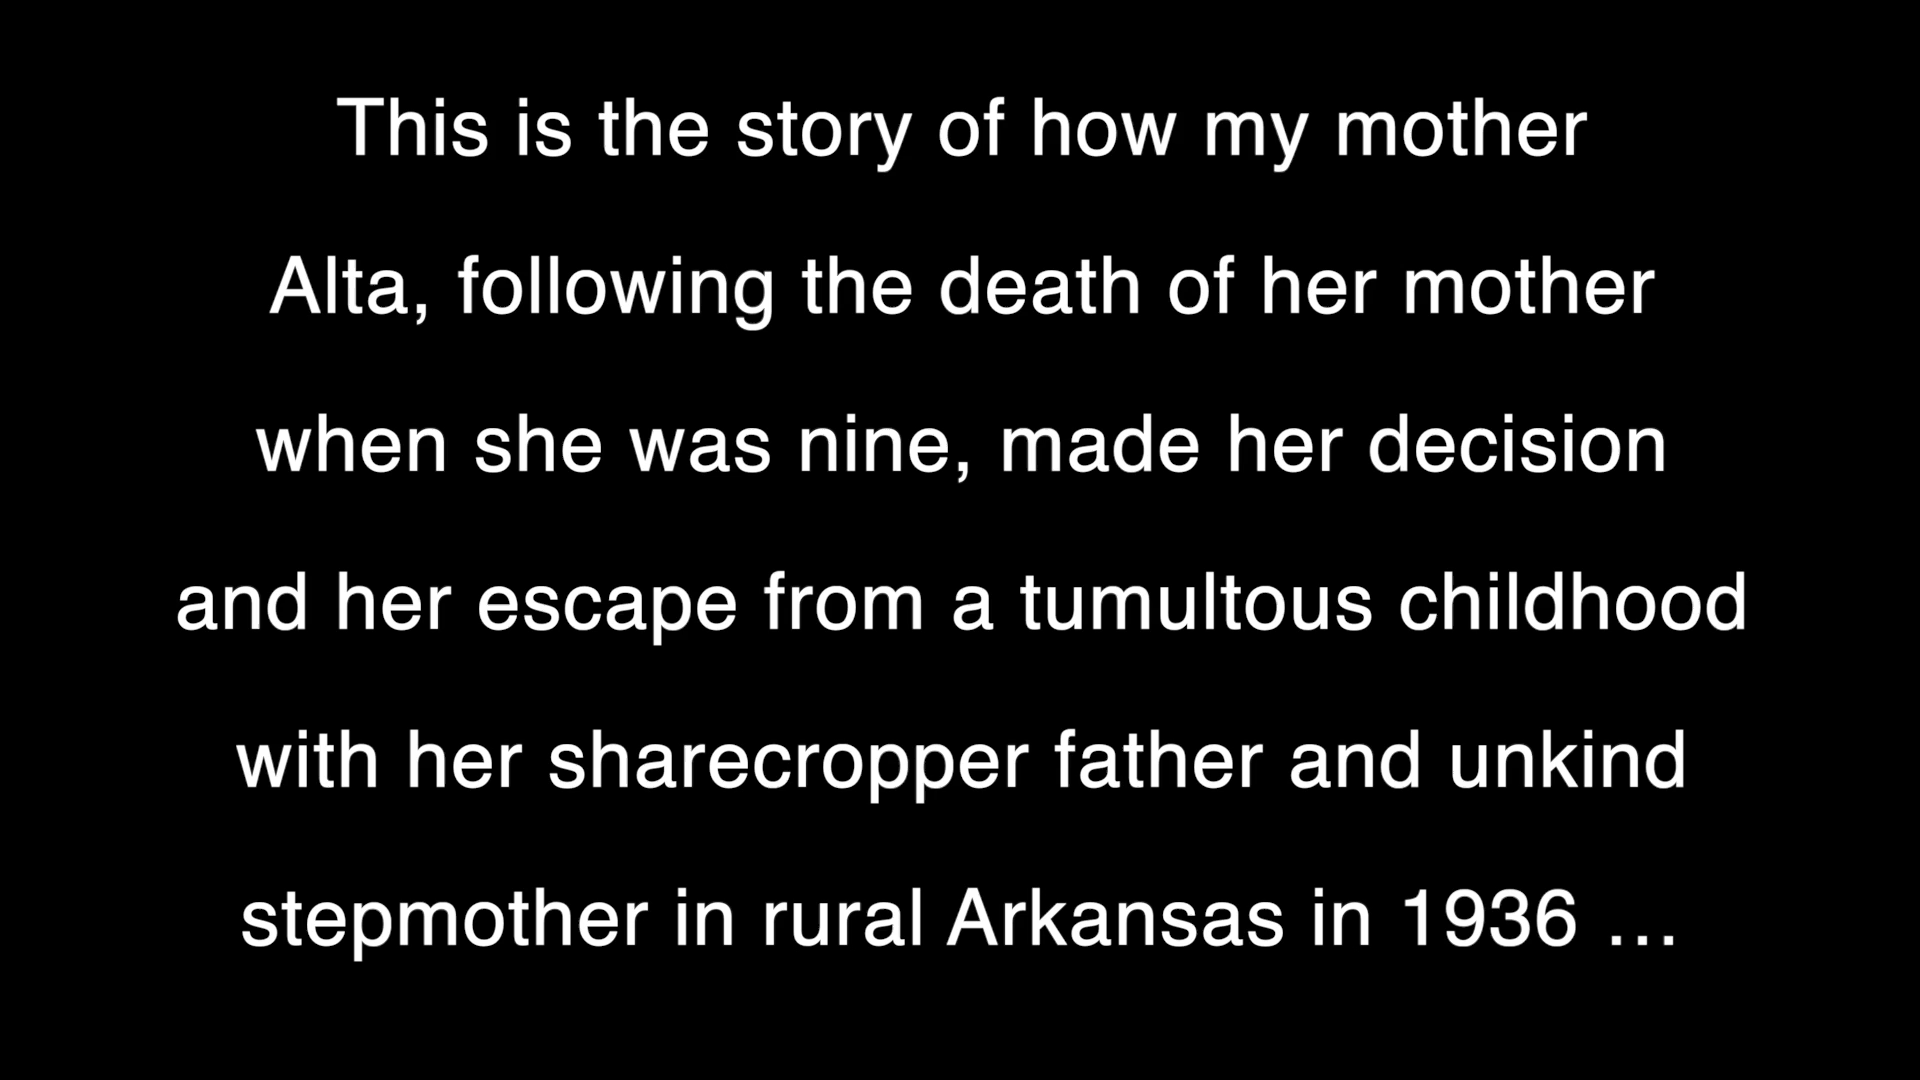 This is the story of how my mother
Alta, following the death of her mother
when she was nine, made her decision
and her escape from a tumultous childhood
with her sharecropper father and unkind
stepmother in rural Arkansas in 1936 ...